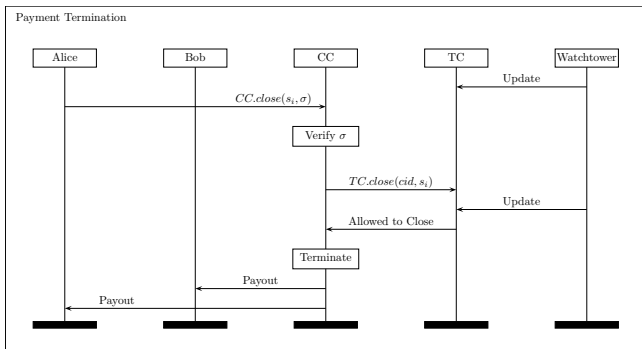 Payment Termination
Alice
Bob
CC
TC
Watchtower
Update
CC.close(s_i, σ)
Verify σ
TC.close(cid, s_i)
Update
Allowed to Close
Terminate
Payout
Payout